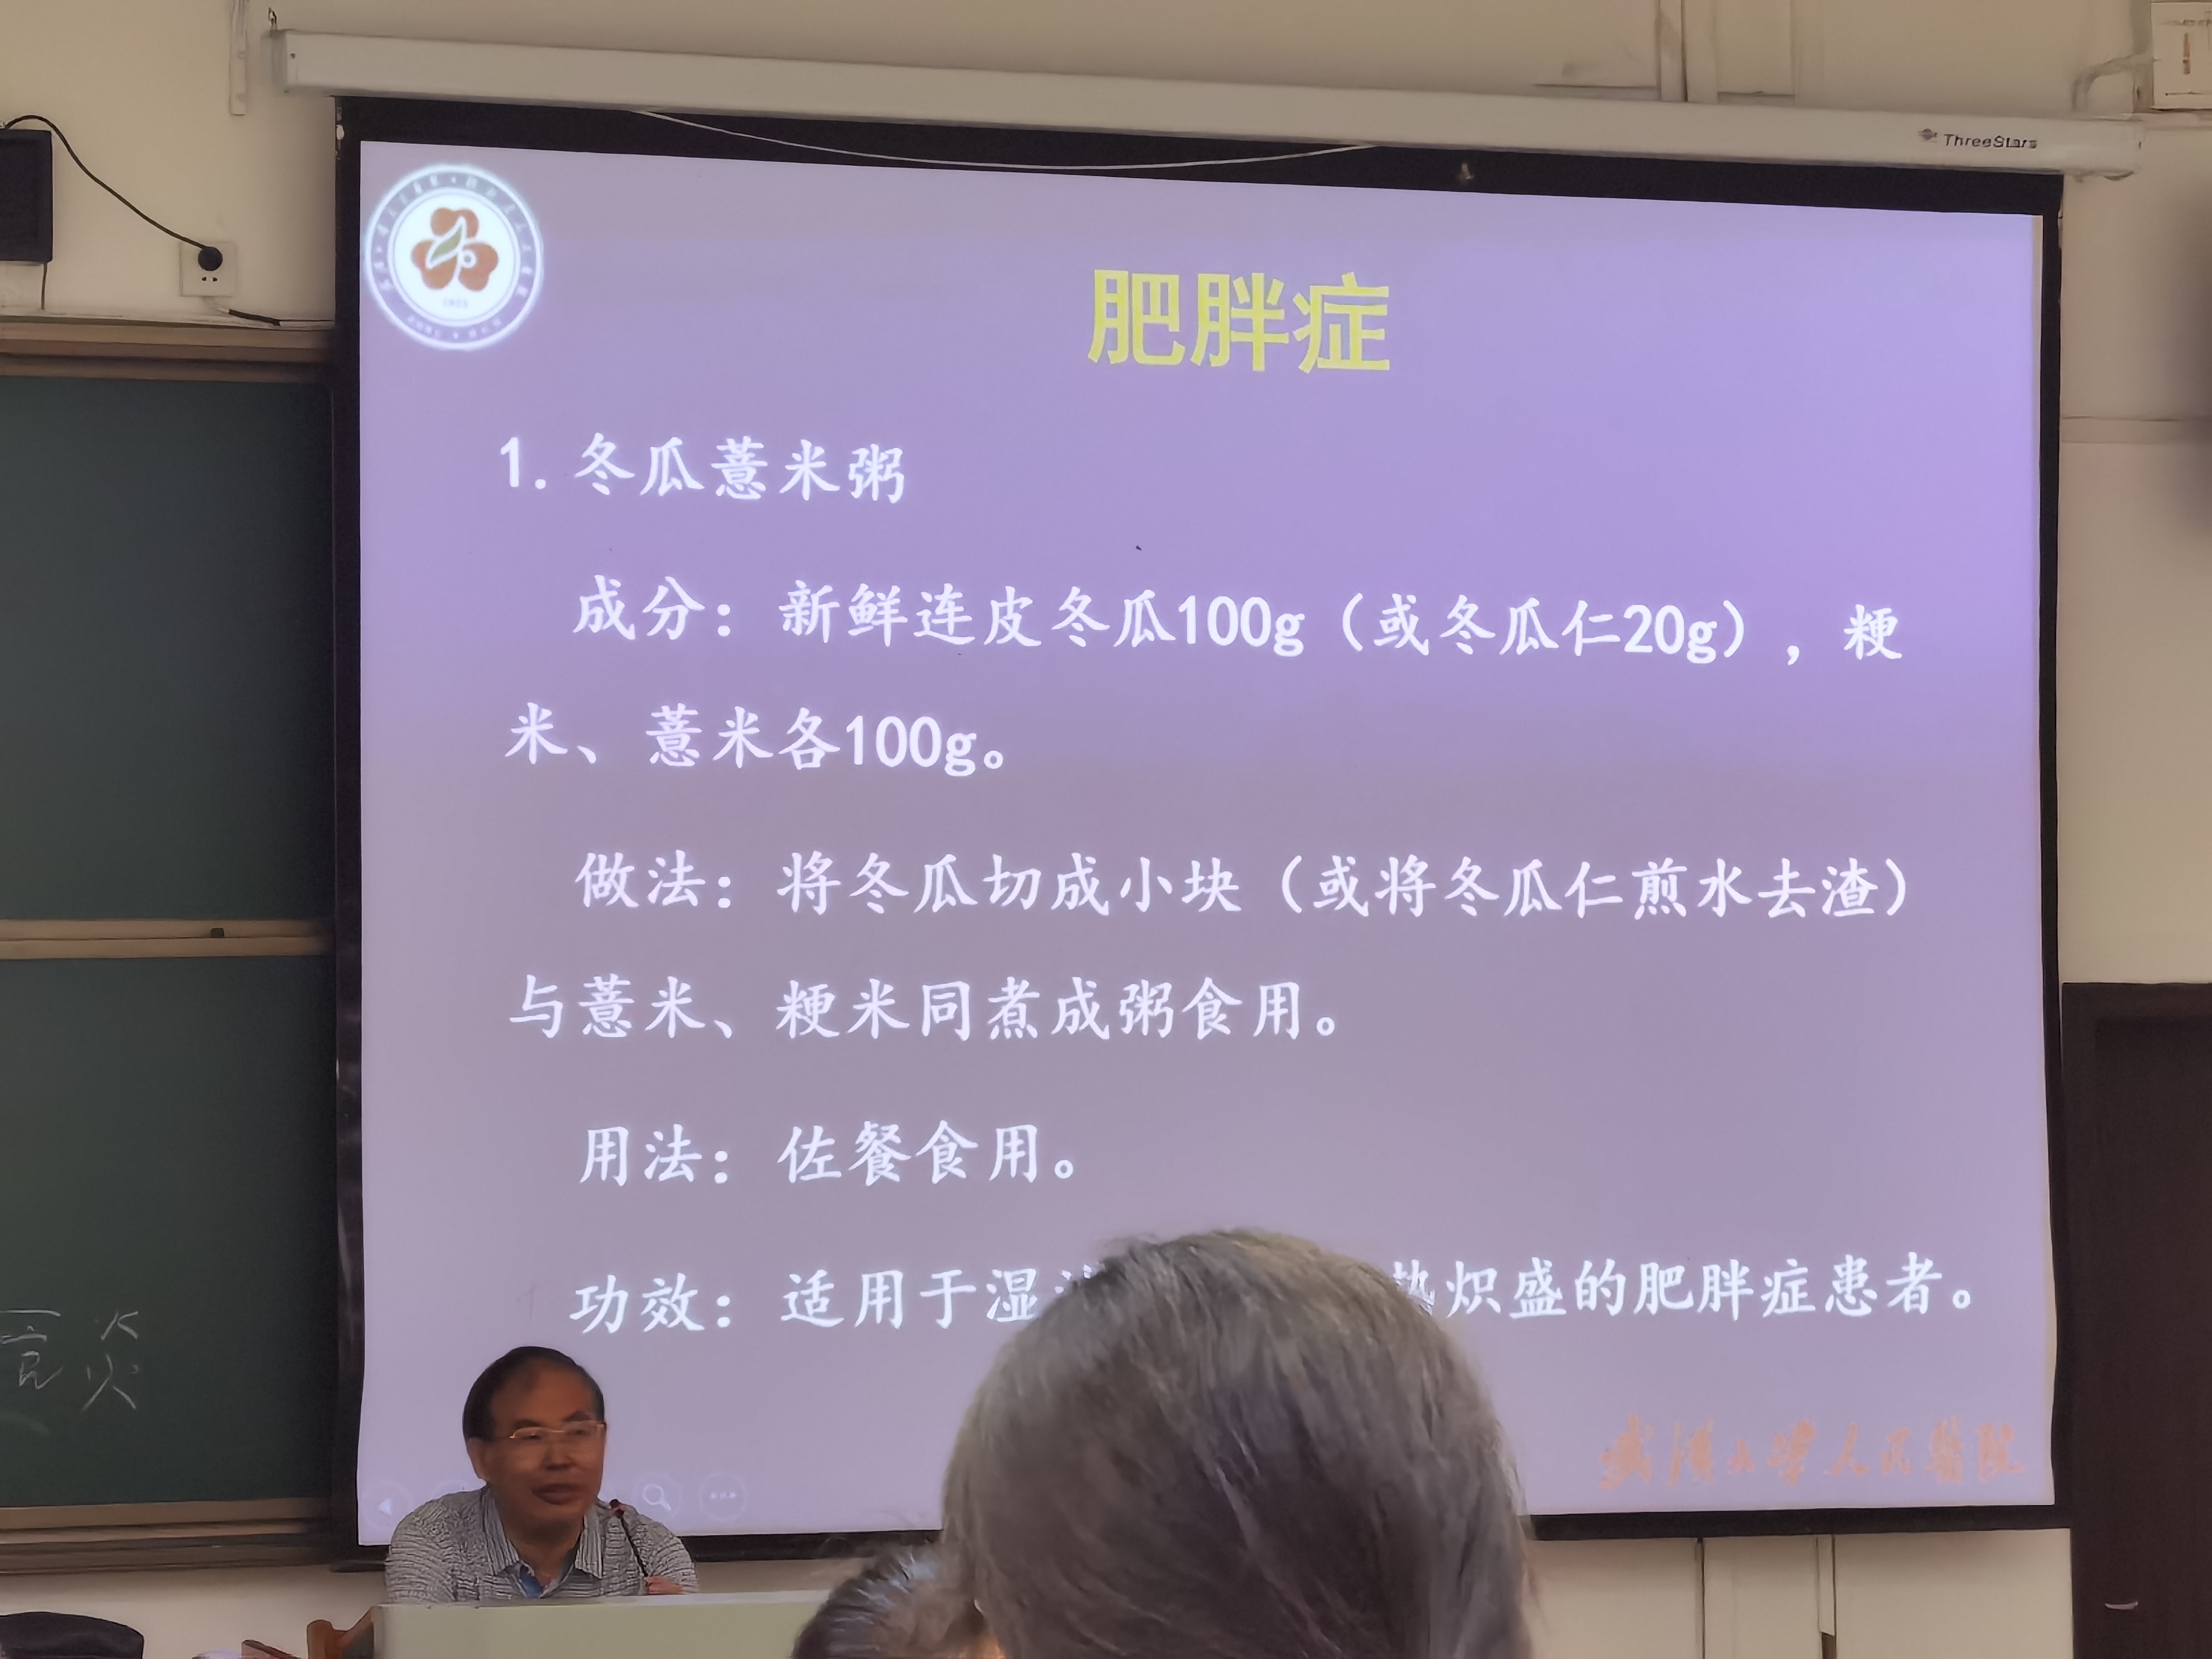 ThreeStars
1923
肥胖症
1. 冬瓜薏米粥
成分：新鲜连皮冬瓜100g（或冬瓜仁20g），粳
米、薏米各100g。
做法：将冬瓜切成小块（或将冬瓜仁煎水去渣）
与薏米、粳米同煮成粥食用。
用法：佐餐食用。
功效：适用于湿 炽盛的肥胖症患者。
炎
武汉大学人民医院